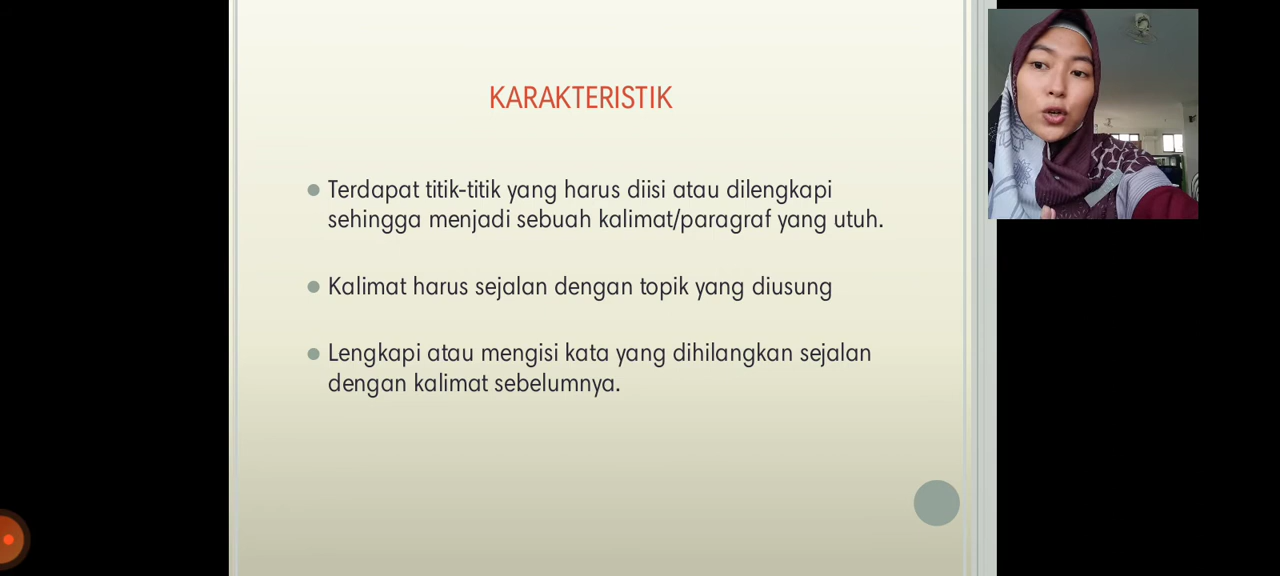 KARAKTERISTIK
Terdapat titik-titik yang harus diisi atau dilengkapi
sehingga menjadi sebuah kalimat/paragraf yang utuh.
Kalimat harus sejalan dengan topik yang diusung
Lengkapi atau mengisi kata yang dihilangkan sejalan
dengan kalimat sebelumnya.